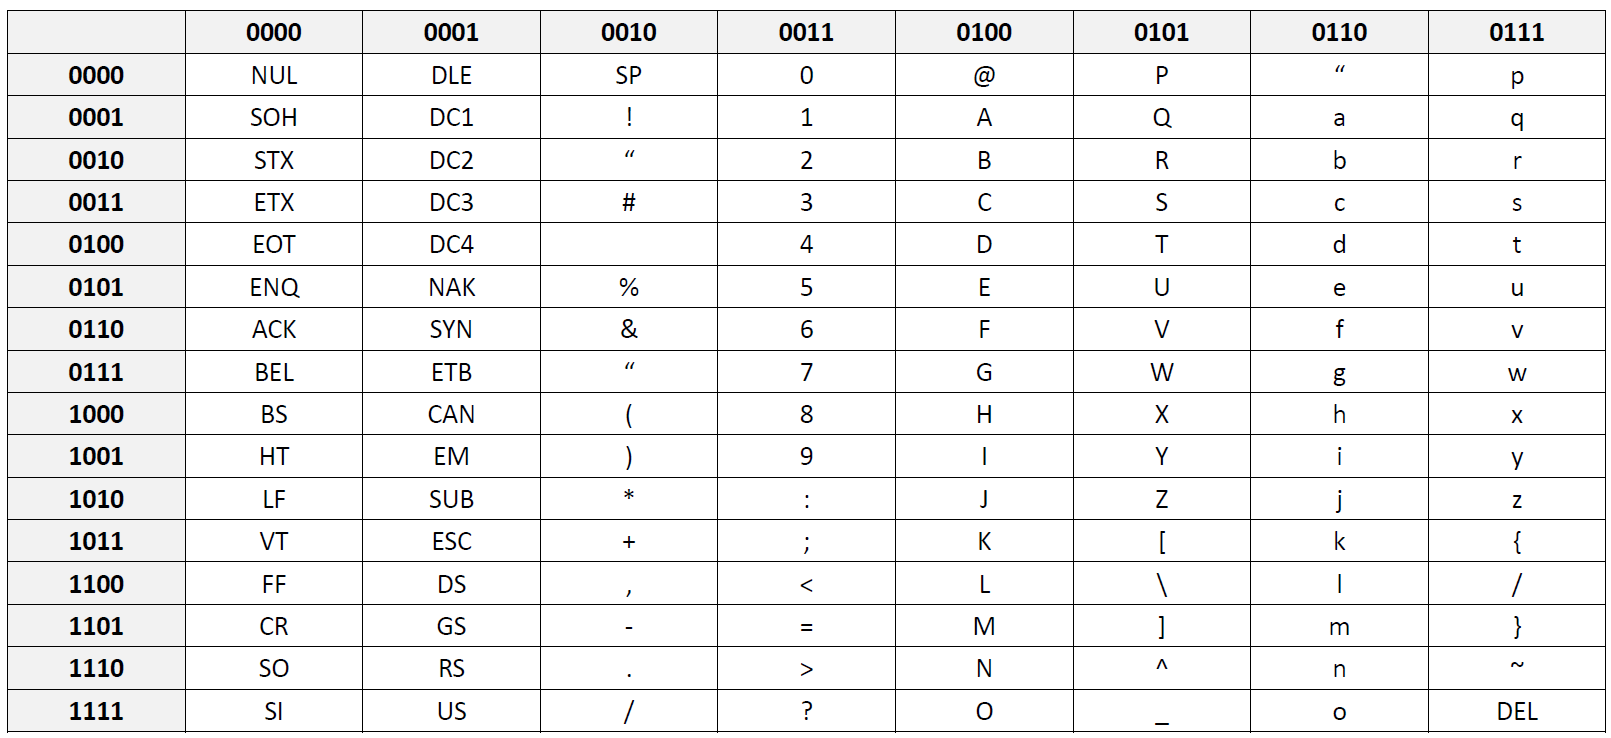 0000 0001 0010 0011 0100 0101 0110 0111
0000 NUL DLE SP 0 @ P “ p
0001 SOH DC1 ! 1 A Q a q
0010 STX DC2 “ 2 B R b r
0011 ETX DC3 # 3 C S c s
0100 EOT DC4 4 D T d t
0101 ENQ NAK % 5 E U e u
0110 ACK SYN & 6 F V f v
0111 BEL ETB “ 7 G W g w
1000 BS CAN ( 8 H X h x
1001 HT EM ) 9 I Y i y
1010 LF SUB * : J Z j z
1011 VT ESC + ; K [ k {
1100 FF DS , < L \ l /
1101 CR GS - = M ] m }
1110 SO RS . > N ^ n ~
1111 SI US / ? O _ o DEL